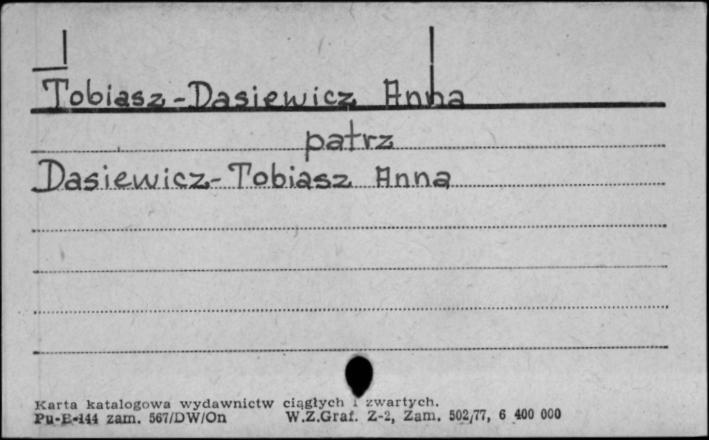 Tobiasz-Dasiewicz Anna
patrz
Dasiewicz-Tobiasz Anna
Karta katalogowa wydawnictw ciągłych i zwartych.
Pu-E-144 zam. 567/DW/On W.Z.Graf. Z-2, Zam. 502/77, 6 400 000